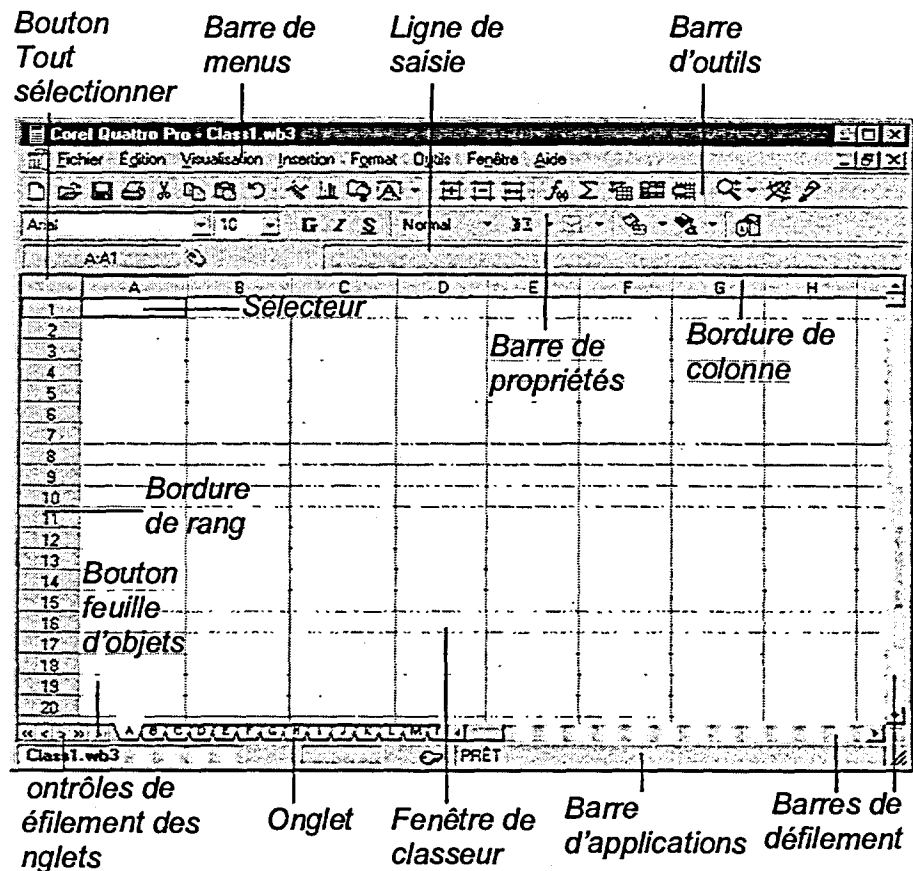 Bouton
Tout
sélectionner
Barre de
menus
Ligne de
saisie
Barre
d'outils
Corel Quattro Pro - Class1.wb3
Fichier Édition Visualisation Insertion Format Outils Fenêtre Aide
Arial 10 G I S Normal
A:A1
A B C D E F G H
1
Sélecteur
2
3
4
5
6
7
8
9
10
11
12
13
14
15
16
17
18
19
20
Barre de
propriétés
Bordure de
colonne
Bordure
de rang
Bouton
feuille
d'objets
A B C D E F G H I J K L M
Class1.wb3 PRÊT
ontrôles de
éfilement des
nglets
Onglet
Fenêtre de
classeur
Barre
d'applications
Barres de
défilement